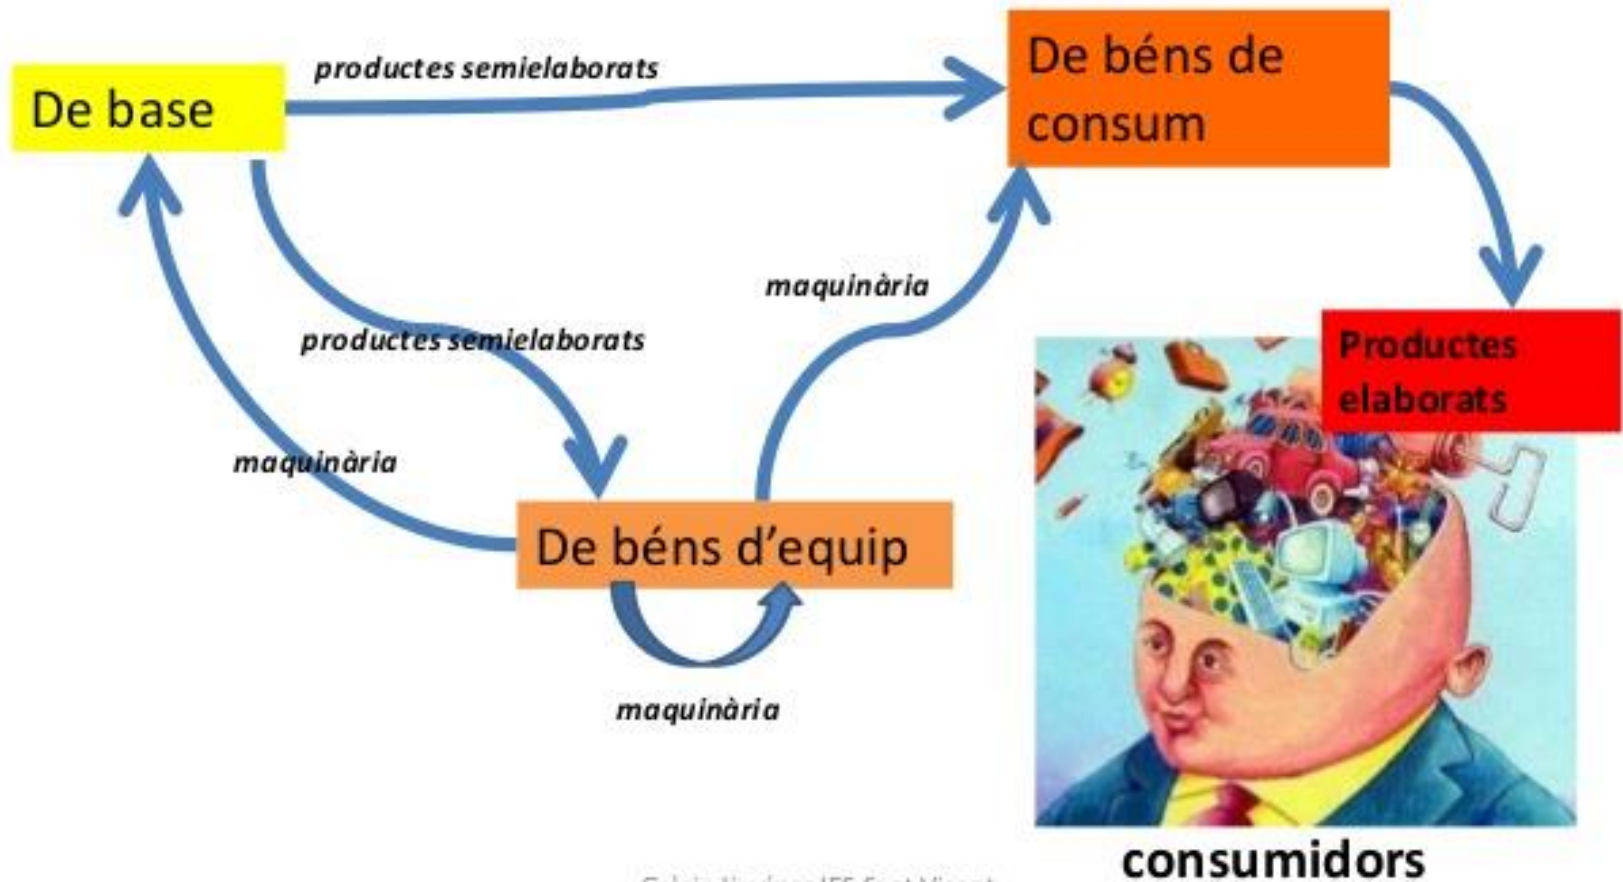 productes semielaborats
De béns de
consum
De base
maquinària
productes semielaborats
Productes
elaborats
maquinària
De béns d’equip
maquinària
consumidors